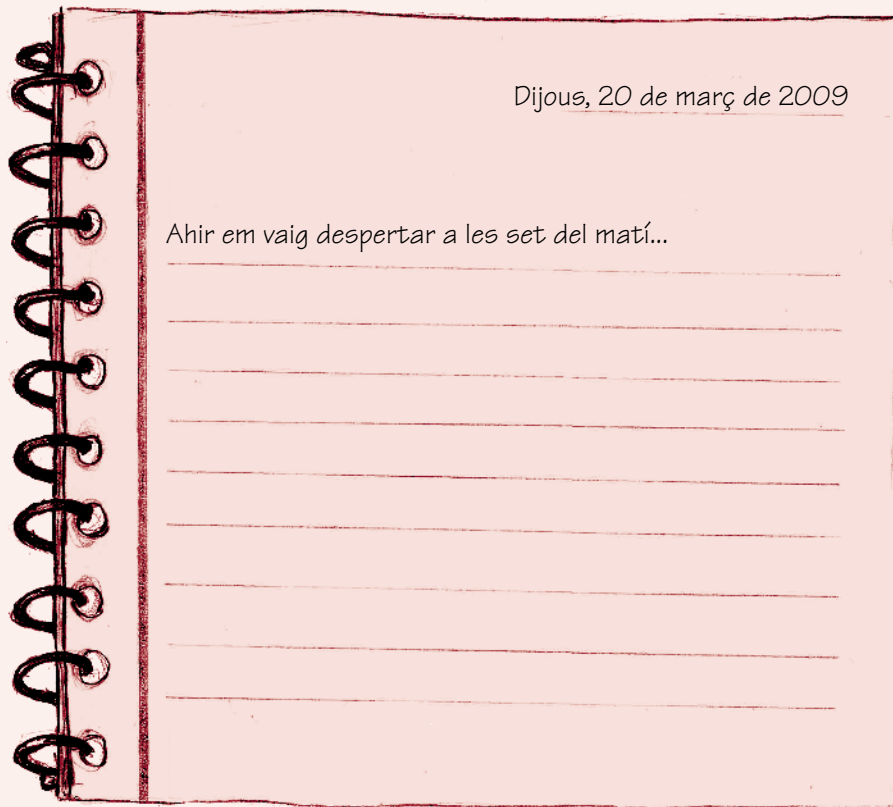 Dijous, 20 de març de 2009
Ahir em vaig despertar a les set del matí...